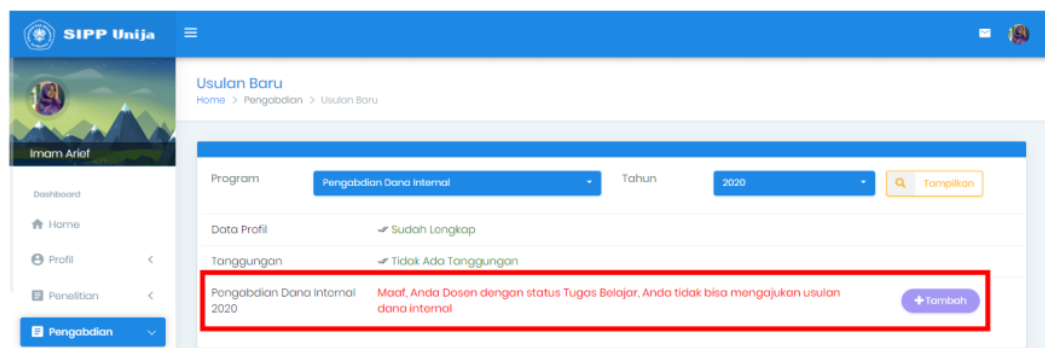 SIPP Unija
Usulan Baru
Home > Pengabdian > Usulan Baru
Imam Arief
Dashboard
Home
Profil
Penelitian
Pengabdian
Program Pengabdian Dana Internal Tahun 2020 Tampilkan
Data Profil Sudah Lengkap
Tanggungan Tidak Ada Tanggungan
Pengabdian Dana Internal Maaf, Anda Dosen dengan status Tugas Belajar, Anda tidak bisa mengajukan usulan
2020 dana internal
+Tambah